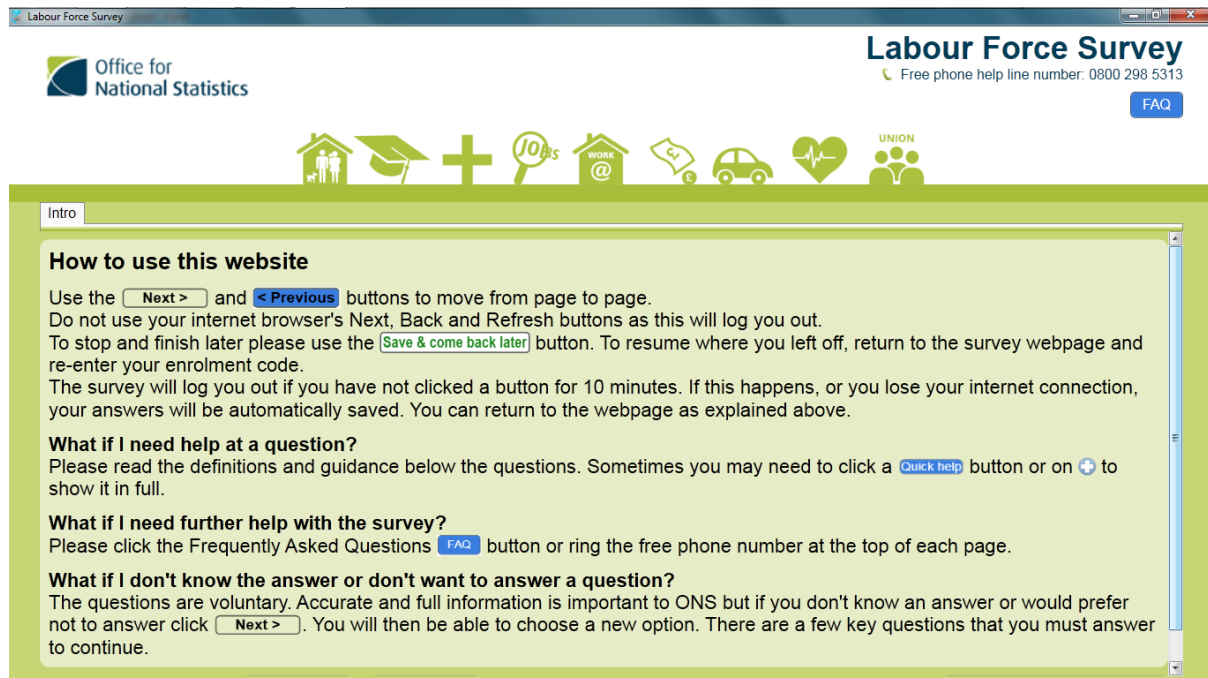 Labour Force Survey
Office for
National Statistics
Labour Force Survey
Free phone help line number: 0800 298 5313
FAQ
JOBs
WORK
@
£
£
UNION
Intro
How to use this website
Use the Next > and < Previous buttons to move from page to page.
Do not use your internet browser's Next, Back and Refresh buttons as this will log you out.
To stop and finish later please use the Save & come back later button. To resume where you left off, return to the survey webpage and
re-enter your enrolment code.
The survey will log you out if you have not clicked a button for 10 minutes. If this happens, or you lose your internet connection,
your answers will be automatically saved. You can return to the webpage as explained above.
What if I need help at a question?
Please read the definitions and guidance below the questions. Sometimes you may need to click a Quick help button or on to
show it in full.
What if I need further help with the survey?
Please click the Frequently Asked Questions FAQ button or ring the free phone number at the top of each page.
What if I don't know the answer or don't want to answer a question?
The questions are voluntary. Accurate and full information is important to ONS but if you don't know an answer or would prefer
not to answer click Next > . You will then be able to choose a new option. There are a few key questions that you must answer
to continue.